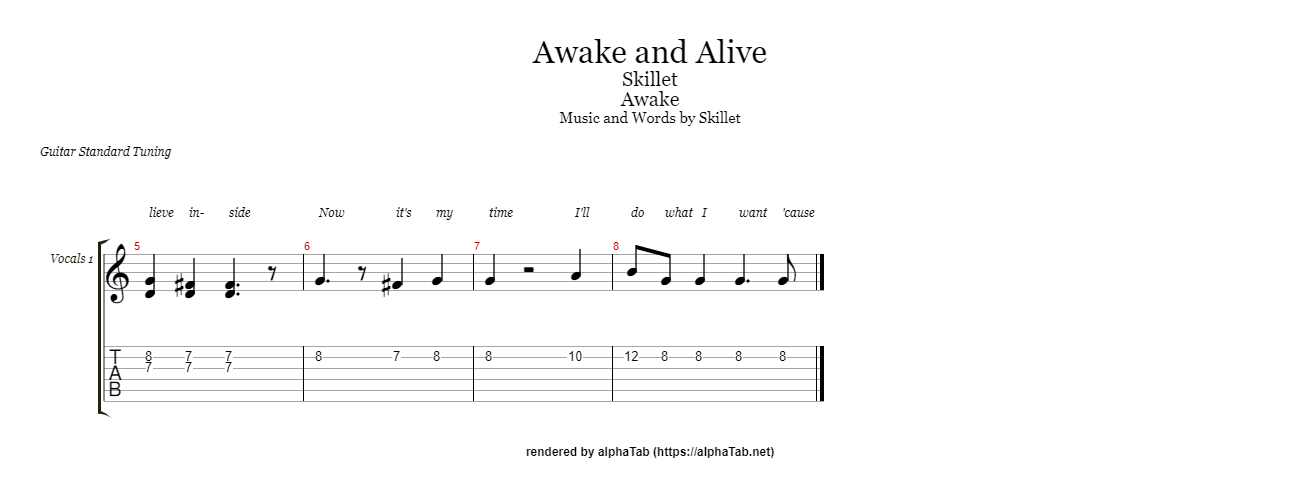 Awake and Alive
Skillet
Awake
Music and Words by Skillet
Guitar Standard Tuning
lieve in- side Now it's my time I'll do what I want 'cause
Vocals 1
5 6 7 8
T
A
B
8 7 7 8 7 8 8 10 12 8 8 8 8
7 7 7
rendered by alphaTab (https://alphaTab.net)